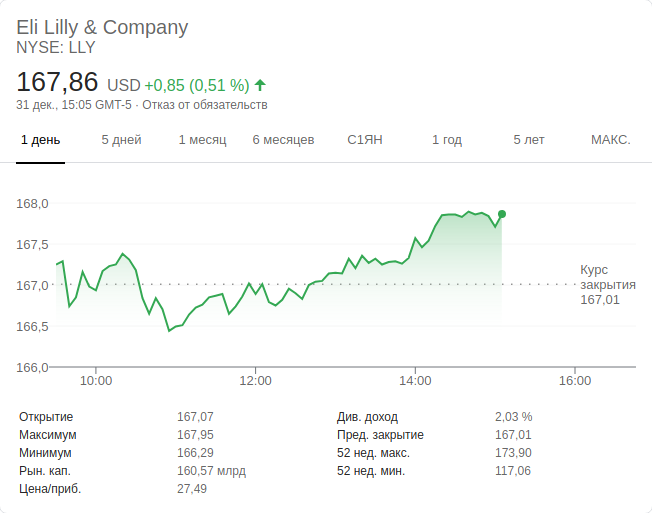 Eli Lilly & Company
NYSE: LLY
167,86 USD +0,85 (0,51 %)
31 дек., 15:05 GMT-5 · Отказ от обязательств
1 день 5 дней 1 месяц 6 месяцев С1ЯН 1 год 5 лет МАКС.
168,0
167,5
167,0
166,5
166,0
Курс
закрытия
167,01
10:00 12:00 14:00 16:00
Открытие 167,07 Див. доход 2,03 %
Максимум 167,95 Пред. закрытие 167,01
Минимум 166,29 52 нед. макс. 173,90
Рын. кап. 160,57 млрд 52 нед. мин. 117,06
Цена/приб. 27,49